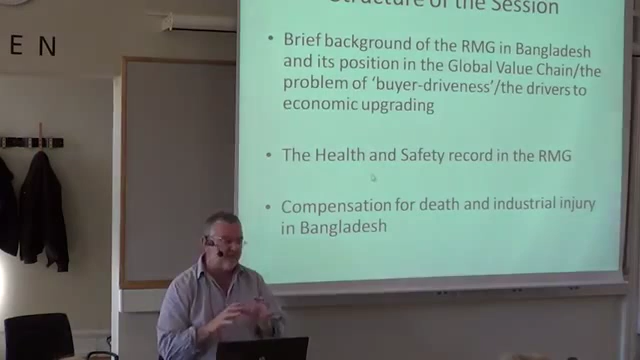 EN
Structure of the Session
• Brief background of the RMG in Bangladesh
and its position in the Global Value Chain/the
problem of 'buyer-driveness'/the drivers to
economic upgrading
• The Health and Safety record in the RMG
• Compensation for death and industrial injury
in Bangladesh